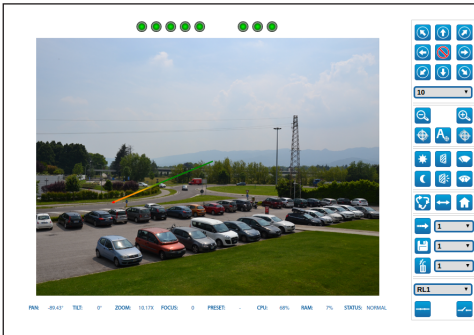 10
A
1
1
1
RL1
PAN: -89.43° TILT: 0° ZOOM: 10.17X FOCUS: 0 PRESET: - CPU: 68% RAM: 7% STATUS: NORMAL